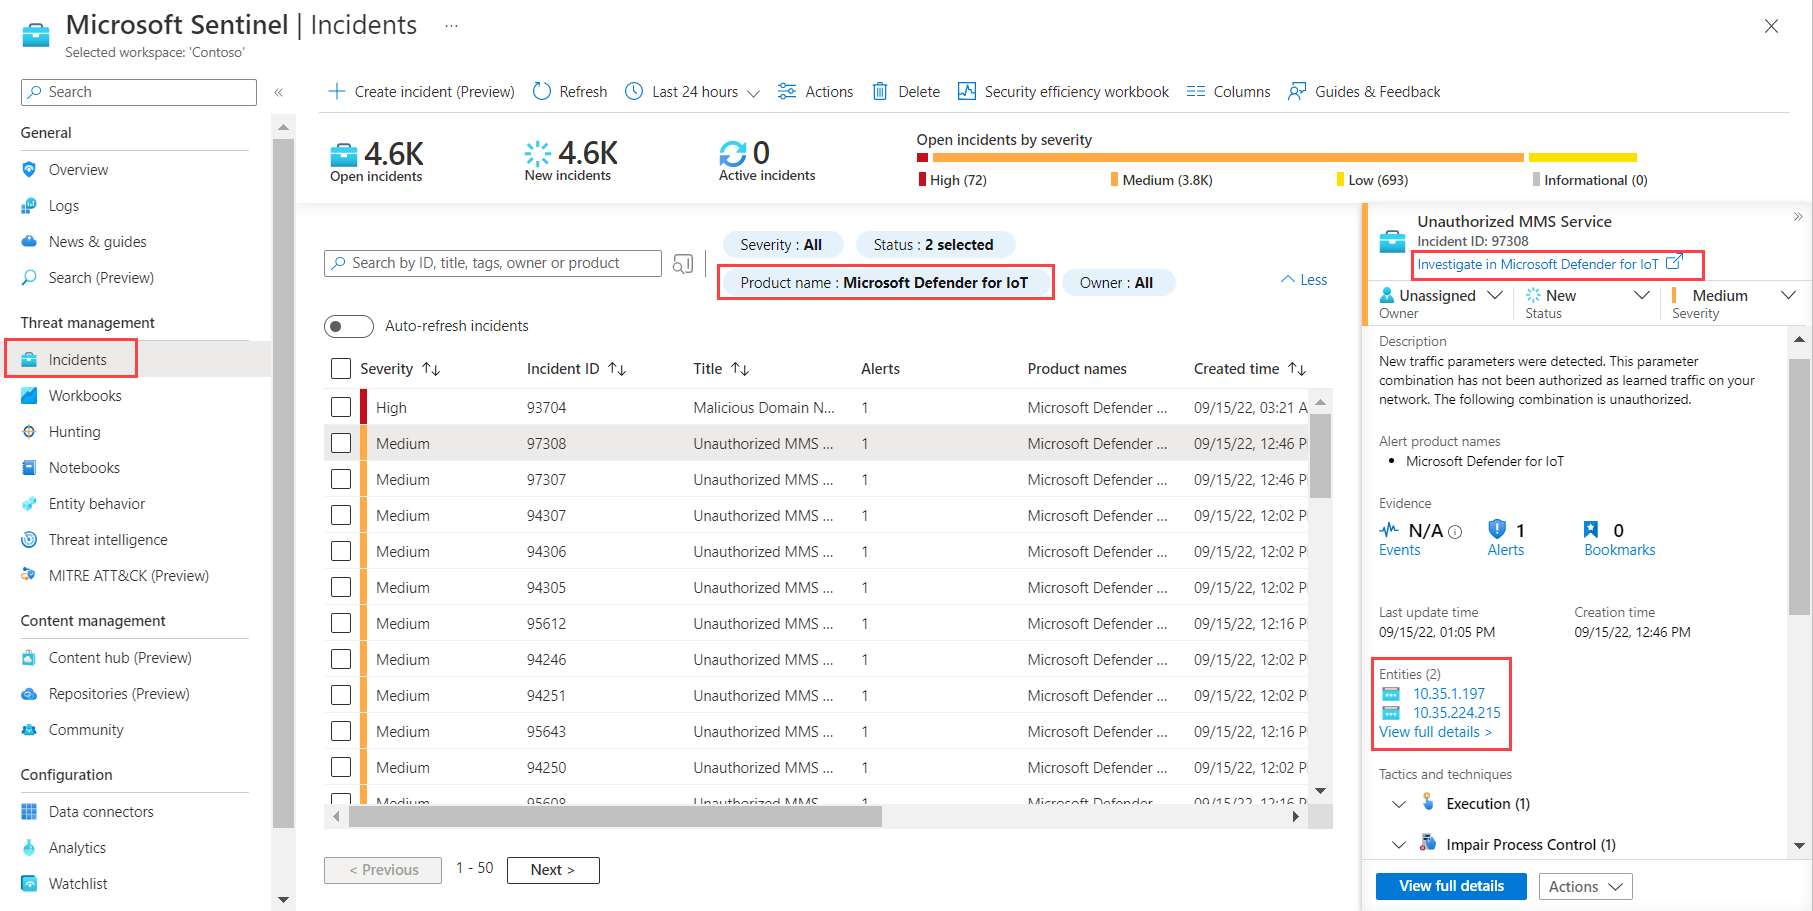 Microsoft Sentinel | Incidents ...
Selected workspace: 'Contoso'
Search
General
Overview
Logs
News & guides
Search (Preview)
Threat management
Incidents
Workbooks
Hunting
Notebooks
Entity behavior
Threat intelligence
MITRE ATT&CK (Preview)
Content management
Content hub (Preview)
Repositories (Preview)
Community
Configuration
Data connectors
Analytics
Watchlist
Create incident (Preview) Refresh Last 24 hours Actions Delete Security efficiency workbook Columns Guides & Feedback
4.6K
Open incidents
4.6K
New incidents
0
Active incidents
Open incidents by severity
High (72) Medium (3.8K) Low (693) Informational (0)
Search by ID, title, tags, owner or product
Severity : All Status : 2 selected
Product name : Microsoft Defender for IoT Owner : All
Less
Auto-refresh incidents
Severity Incident ID Title Alerts Product names Created time
High 93704 Malicious Domain N... 1 Microsoft Defender ... 09/15/22, 03:21 A
Medium 97308 Unauthorized MMS ... 1 Microsoft Defender ... 09/15/22, 12:46 P
Medium 97307 Unauthorized MMS ... 1 Microsoft Defender ... 09/15/22, 12:46 P
Medium 94307 Unauthorized MMS ... 1 Microsoft Defender ... 09/15/22, 12:02 P
Medium 94306 Unauthorized MMS ... 1 Microsoft Defender ... 09/15/22, 12:02 P
Medium 94305 Unauthorized MMS ... 1 Microsoft Defender ... 09/15/22, 12:02 P
Medium 95612 Unauthorized MMS ... 1 Microsoft Defender ... 09/15/22, 12:16 P
Medium 94246 Unauthorized MMS ... 1 Microsoft Defender ... 09/15/22, 12:02 P
Medium 94251 Unauthorized MMS ... 1 Microsoft Defender ... 09/15/22, 12:02 P
Medium 95643 Unauthorized MMS ... 1 Microsoft Defender ... 09/15/22, 12:16 P
Medium 94250 Unauthorized MMS ... 1 Microsoft Defender ... 09/15/22, 12:02 P
Medium 95608 Unauthorized MMS ... 1 Microsoft Defender ... 09/15/22, 12:16 P
< Previous 1 - 50 Next >
Unauthorized MMS Service
Incident ID: 97308
Investigate in Microsoft Defender for IoT
Unassigned New Medium
Owner Status Severity
Description
New traffic parameters were detected. This parameter
combination has not been authorized as learned traffic on your
network. The following combination is unauthorized.
Alert product names
• Microsoft Defender for IoT
Evidence
N/A 1 0
Events Alerts Bookmarks
Last update time Creation time
09/15/22, 01:05 PM 09/15/22, 12:46 PM
Entities (2)
10.35.1.197
10.35.224.215
View full details >
Tactics and techniques
Execution (1)
Impair Process Control (1)
View full details Actions